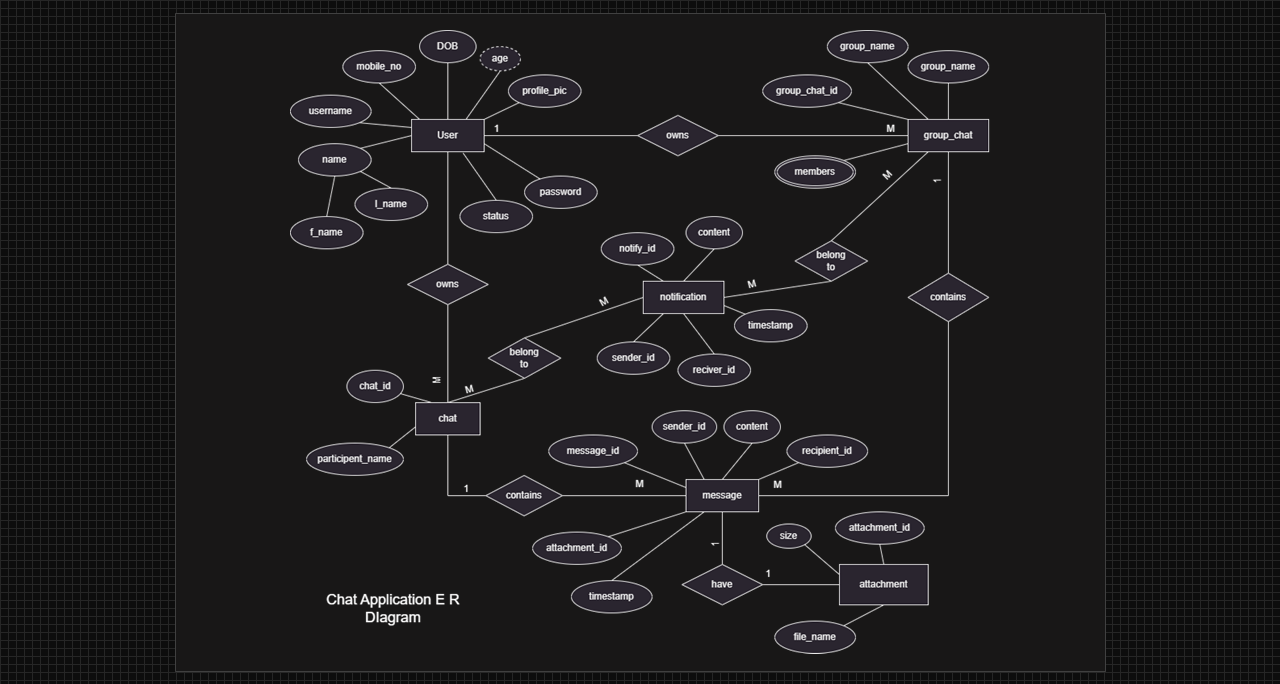 DOB
group_name
age
mobile_no
group_name
profile_pic
group_chat_id
username
User
1
owns
M
group_chat
name
members
M
1
l_name
password
status
f_name
notify_id
content
belong
to
owns
M
notification
M
contains
timestamp
belong
to
sender_id
reciver_id
M
M
chat_id
chat
sender_id
content
message_id
recipient_id
participent_name
1
contains
M
message
M
attachment_id
1
size
attachment_id
have
1
attachment
timestamp
Chat Application E R
DIagram
file_name